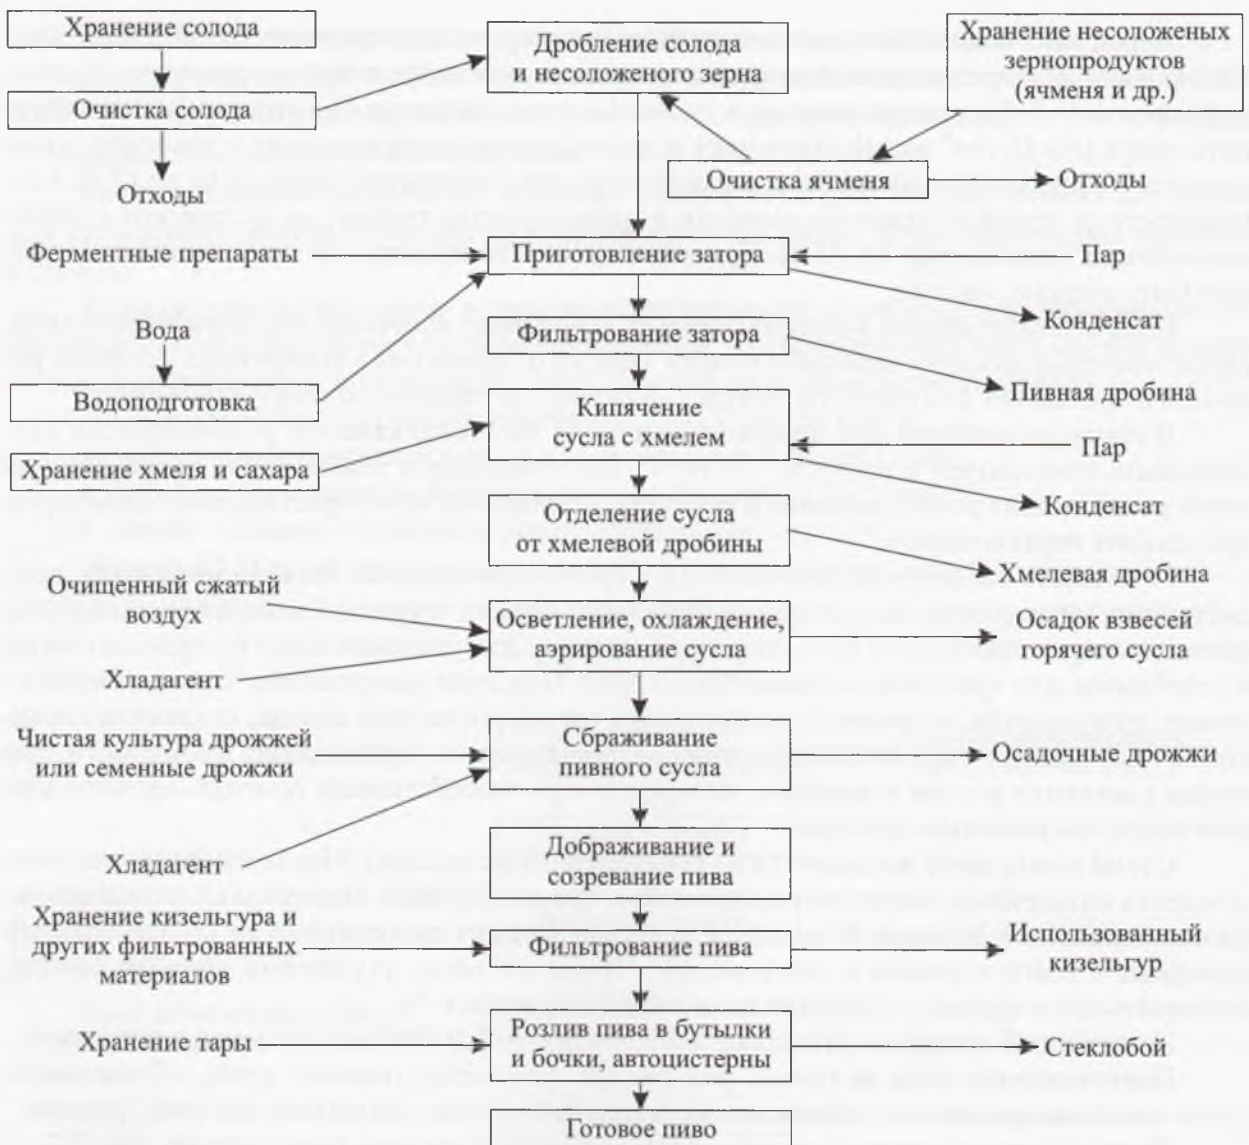 Хранение солода
Дробление солода
и несоложеного зерна
Хранение несоложеных
зернопродуктов
(ячменя и др.)
Очистка солода
Отходы
Очистка ячменя
Отходы
Ферментные препараты
Приготовление затора
Пар
Вода
Фильтрование затора
Конденсат
Водоподготовка
Кипячение
сусла с хмелем
Пивная дробина
Хранение хмеля и сахара
Пар
Отделение сусла
от хмелевой дробины
Конденсат
Хмелевая дробина
Очищенный сжатый
воздух
Осветление, охлаждение,
аэрирование сусла
Осадок взвесей
горячего сусла
Хладагент
Чистая культура дрожжей
или семенные дрожжи
Сбраживание
пивного сусла
Осадочные дрожжи
Хладагент
Дображивание и
созревание пива
Хранение кизельгура и
других фильтрованных
материалов
Фильтрование пива
Использованный
кизельгур
Хранение тары
Розлив пива в бутылки
и бочки, автоцистерны
Стеклобой
Готовое пиво